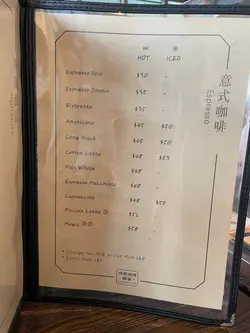 意式咖啡
Espresso
HOT ICED
Espresso Solo $30 -
Espresso Doppio $35 -
Ristretto $35 -
Americano $45 $50
Long Black $45 $50
Coffee Latte $48 $53
Flat White $48 -
Espresso Macchiato $48 -
Cappuccino $48 $55
Piccolo Latte $55 -
Mocha $58 -